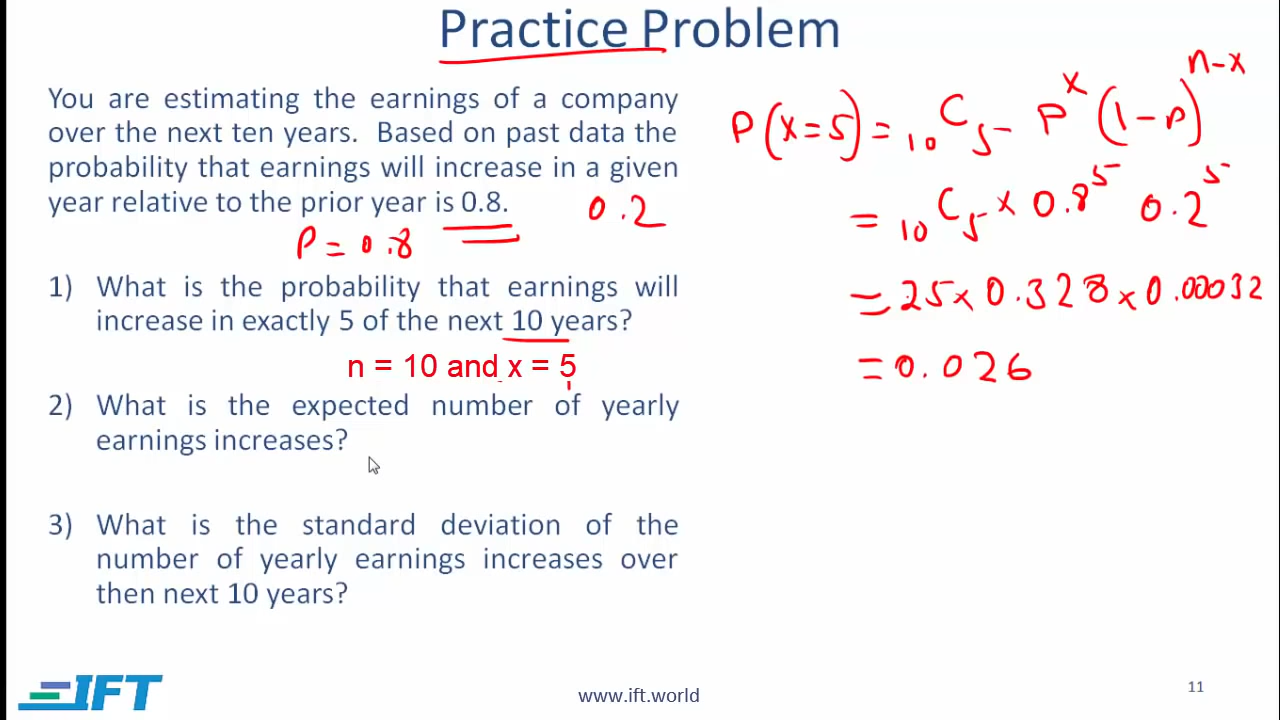 Practice Problem
You are estimating the earnings of a company
over the next ten years. Based on past data the
probability that earnings will increase in a given
year relative to the prior year is 0.8.
0.2
P = 0.8
1) What is the probability that earnings will
increase in exactly 5 of the next 10 years?
n = 10 and x = 5
2) What is the expected number of yearly
earnings increases?
3) What is the standard deviation of the
number of yearly earnings increases over
then next 10 years?
P(x=5) = ₁₀C₅ P^x (1-p)^n-x
= ₁₀C₅ × 0.8^5 0.2^5
= 25 × 0.328 × 0.00032
= 0.026
IFT
www.ift.world
11